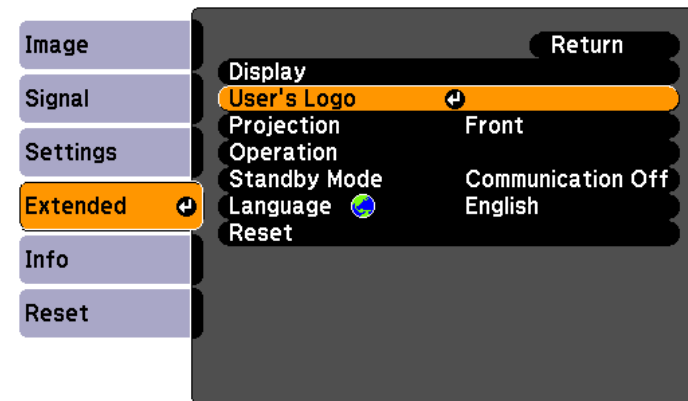 Image
Signal
Settings
Extended
Info
Reset
Return
Display
User's Logo
Projection Front
Operation
Standby Mode Communication Off
Language English
Reset